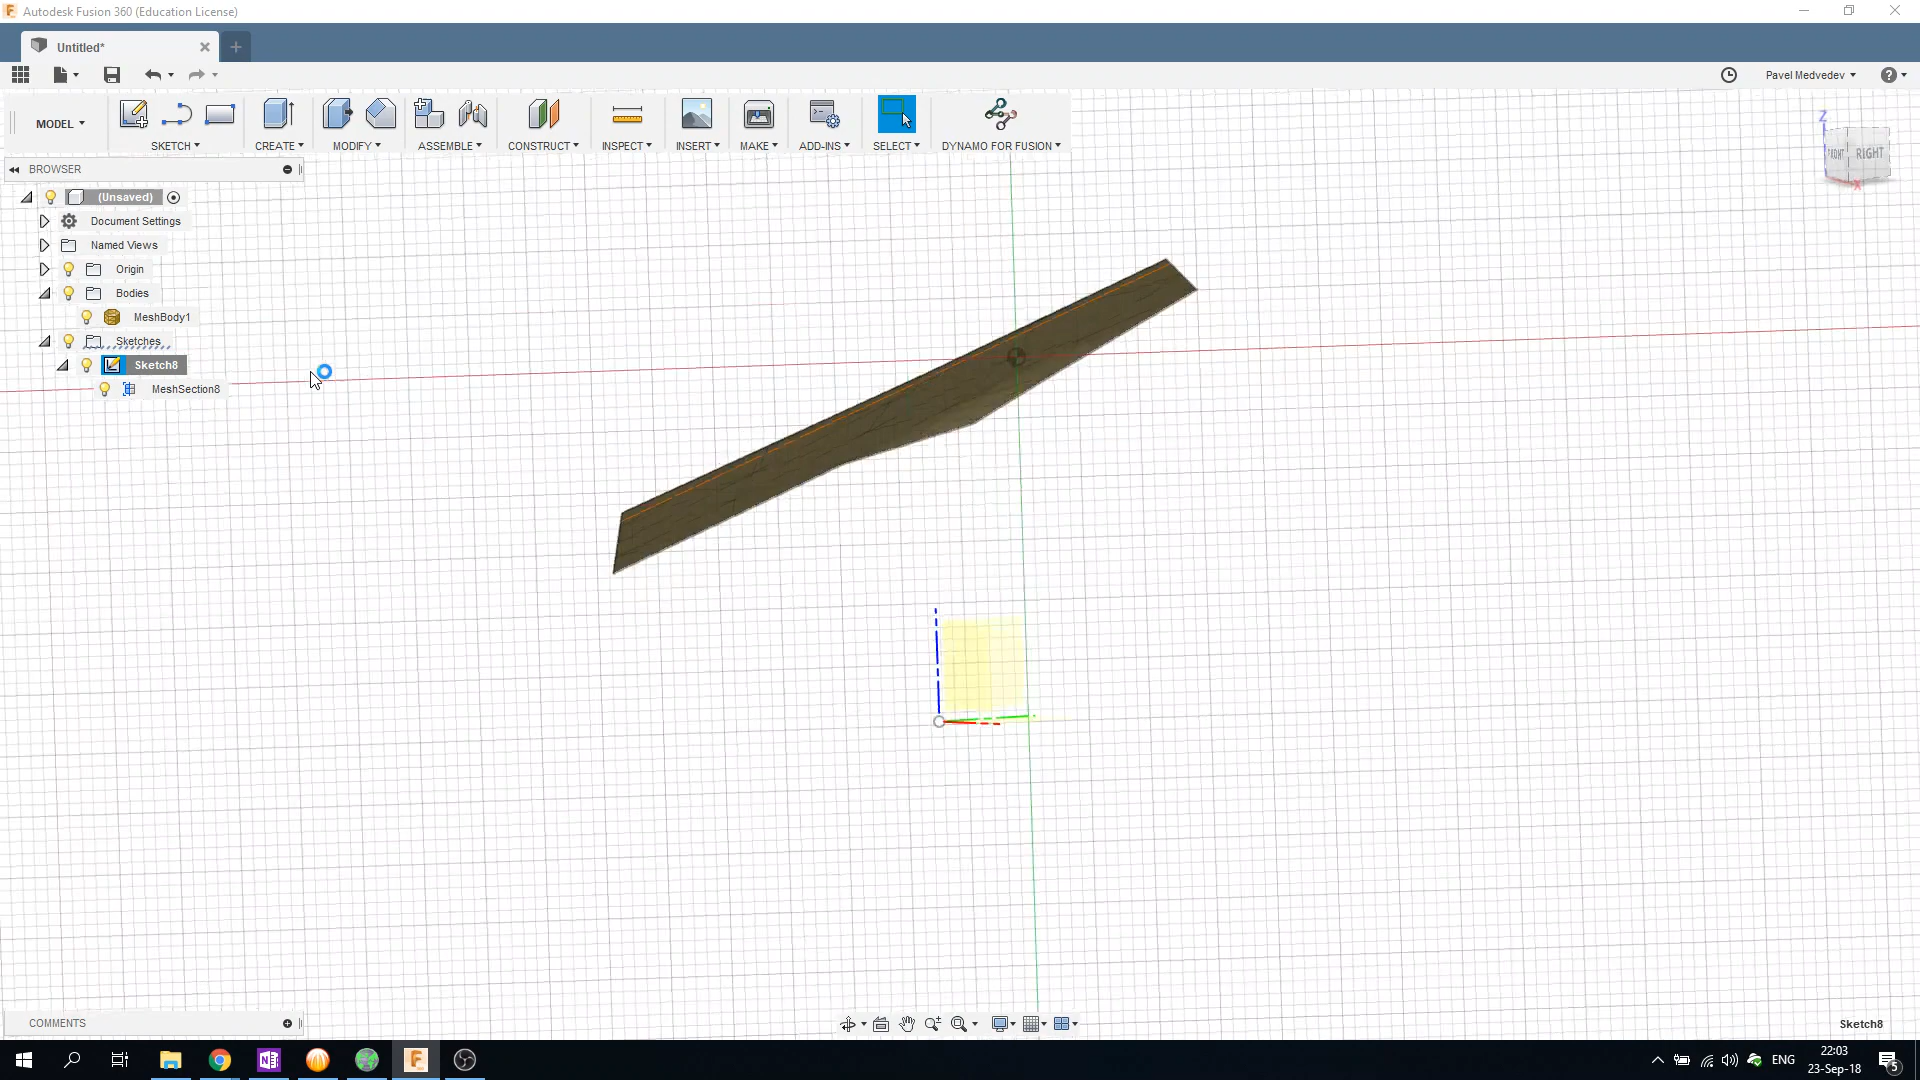 Autodesk Fusion 360 (Education License)
Untitled*
Pavel Medvedev
MODEL
SKETCH
CREATE
MODIFY
ASSEMBLE
CONSTRUCT
INSPECT
INSERT
MAKE
ADD-INS
SELECT
DYNAMO FOR FUSION
Z
FRONT
RIGHT
X
BROWSER
(Unsaved)
Document Settings
Named Views
Origin
Bodies
MeshBody1
Sketches
Sketch8
MeshSection8
COMMENTS
Sketch8
ENG
22:03
23-Sep-18
5